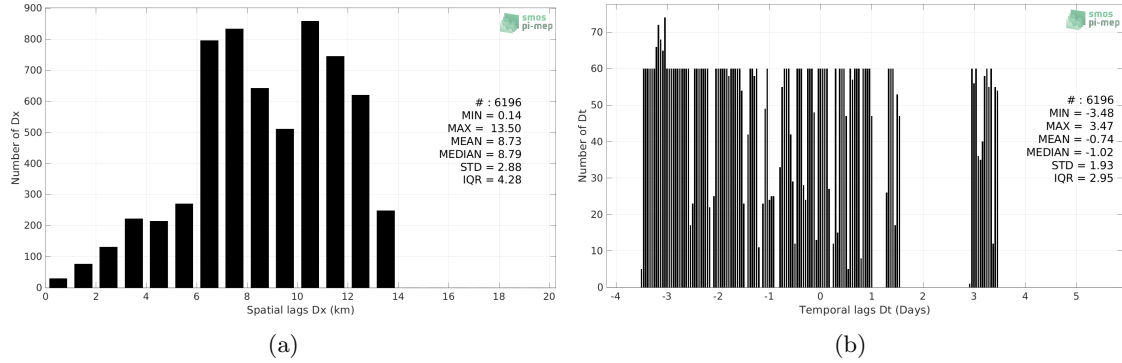 900
800
700
600
500
400
300
200
100
0
Number of Dx
0 2 4 6 8 10 12 14 16 18 20
Spatial lags Dx (km)
smos
pi-mep
# : 6196
MIN = 0.14
MAX = 13.50
MEAN = 8.73
MEDIAN = 8.79
STD = 2.88
IQR = 4.28
(a)
70
60
50
40
30
20
10
0
Number of Dt
-4 -3 -2 -1 0 1 2 3 4 5
Temporal lags Dt (Days)
smos
pi-mep
# : 6196
MIN = -3.48
MAX = 3.47
MEAN = -0.74
MEDIAN = -1.02
STD = 1.93
IQR = 2.95
(b)